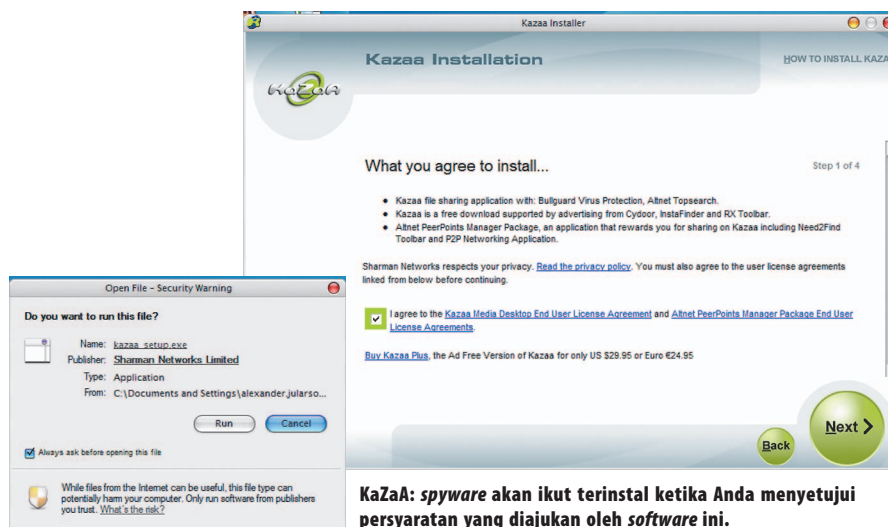 Kazaa Installer
Kazaa Installation
HOW TO INSTALL KAZA
KaZaA
What you agree to install...
Step 1 of 4
Kazaa file sharing application with: Bullguard Virus Protection, Altnet Topsearch.
Kazaa is a free download supported by advertising from Cydoor, InstaFinder and RX Toolbar.
Altnet PeerPoints Manager Package, an application that rewards you for sharing on Kazaa including Need2Find
Toolbar and P2P Networking Application.
Sharman Networks respects your privacy. Read the privacy policy. You must also agree to the user license agreements
linked from below before continuing.
I agree to the Kazaa Media Desktop End User License Agreement and Altnet PeerPoints Manager Package End User
License Agreements.
Buy Kazaa Plus, the Ad Free Version of Kazaa for only US $29.95 or Euro €24.95
Back
Next
Open File - Security Warning
Do you want to run this file?
Name: kazaa_setup.exe
Publisher: Sharman Networks Limited
Type: Application
From: C:\Documents and Settings\alexander.jularso...
Run
Cancel
Always ask before opening this file
While files from the Internet can be useful, this file type can
potentially harm your computer. Only run software from publishers
you trust. What's the risk?
KaZaA: spyware akan ikut terinstal ketika Anda menyetujui
persyaratan yang diajukan oleh software ini.